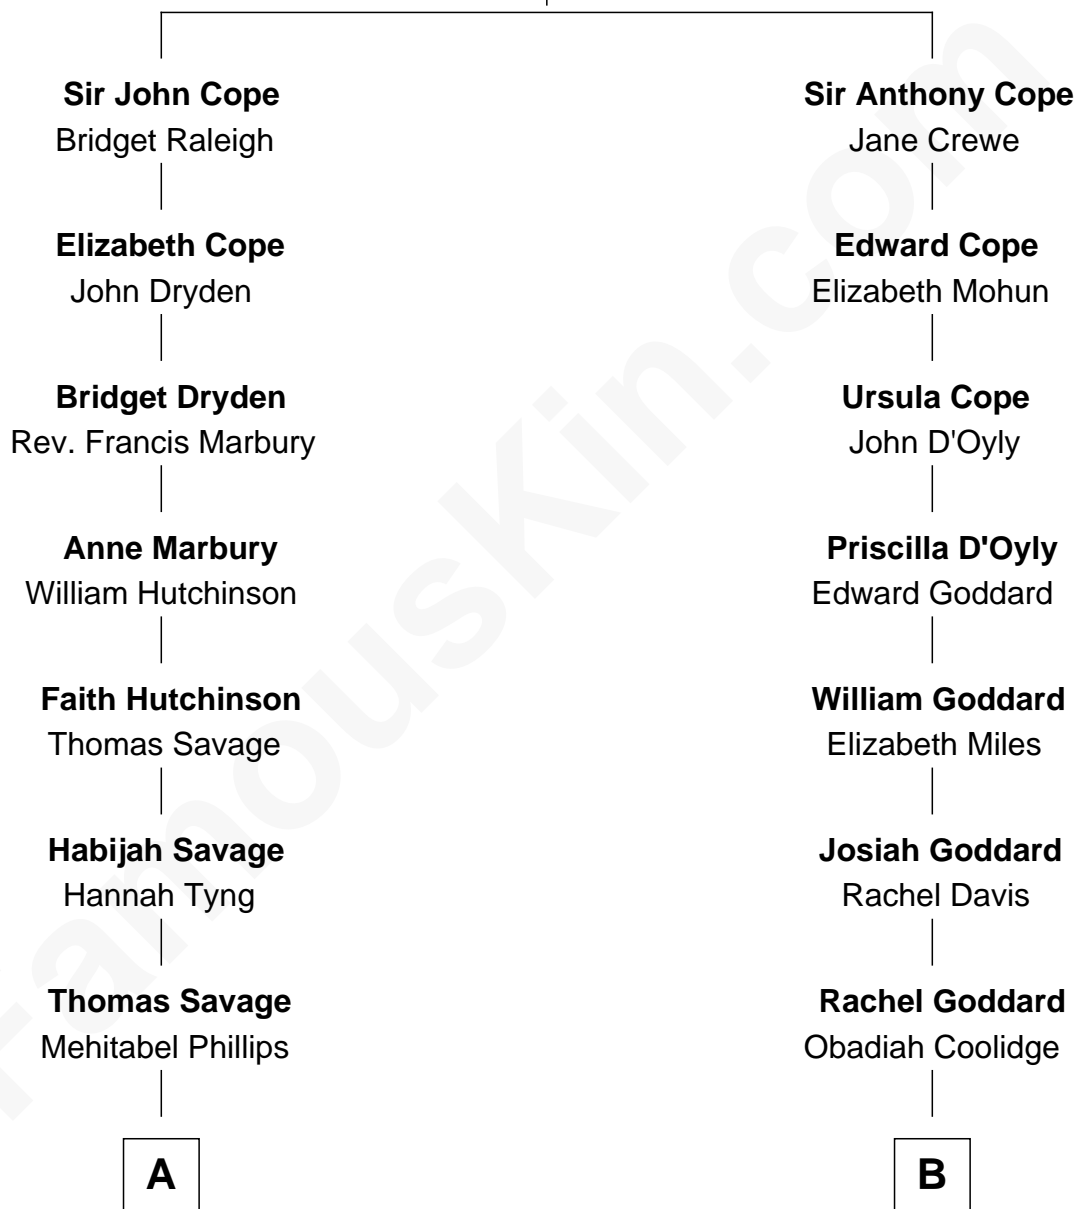 Sir John Cope
Bridget Raleigh
Elizabeth Cope
John Dryden
Bridget Dryden
Rev. Francis Marbury
Anne Marbury
William Hutchinson
Faith Hutchinson
Thomas Savage
Habijah Savage
Hannah Tyng
Thomas Savage
Mehitabel Phillips
A
Sir Anthony Cope
Jane Crewe
Edward Cope
Elizabeth Mohun
Ursula Cope
John D'Oyly
Priscilla D'Oyly
Edward Goddard
William Goddard
Elizabeth Miles
Josiah Goddard
Rachel Davis
Rachel Goddard
Obadiah Coolidge
B
FamousKin.com